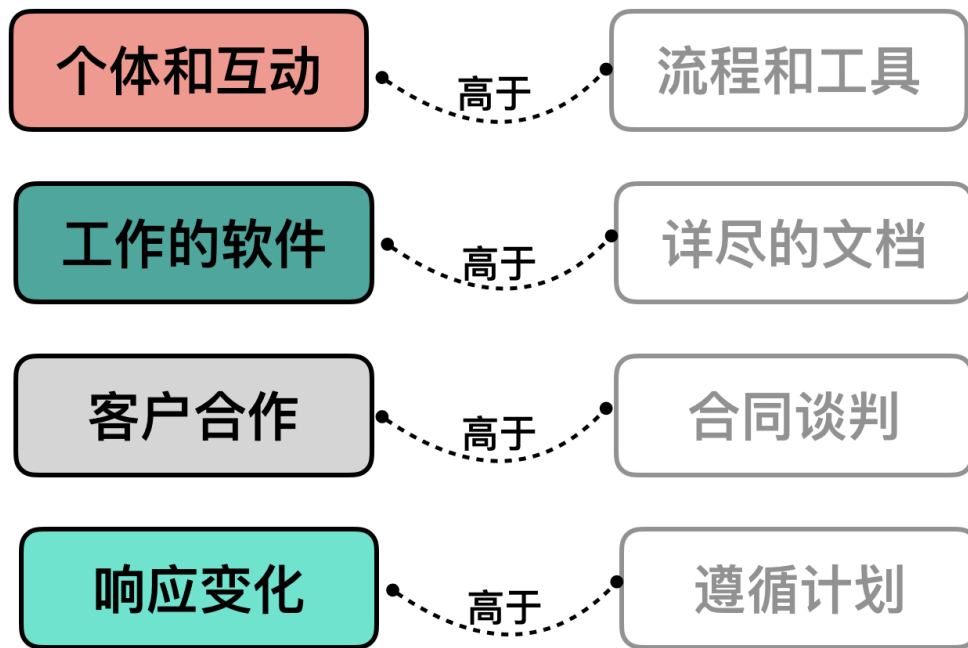 个体和互动 高于 流程和工具
工作的软件 高于 详尽的文档
客户合作 高于 合同谈判
响应变化 高于 遵循计划